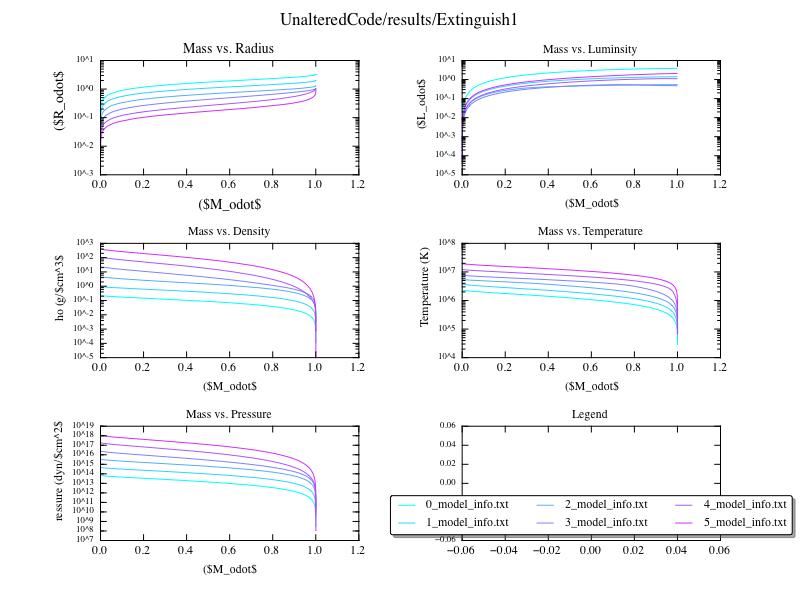 UnalteredCode/results/Extinguish1
Mass vs. Radius
10^1
10^0
10^-1
10^-2
10^-3
($R_odot$
0.0 0.2 0.4 0.6 0.8 1.0 1.2
($M_odot$
Mass vs. Luminsity
10^1
10^0
10^-1
10^-2
10^-3
10^-4
10^-5
($L_odot$
0.0 0.2 0.4 0.6 0.8 1.0 1.2
($M_odot$
Mass vs. Density
10^3
10^2
10^1
10^0
10^-1
10^-2
10^-3
10^-4
10^-5
ho (g/$cm^3$
0.0 0.2 0.4 0.6 0.8 1.0 1.2
($M_odot$
Mass vs. Temperature
10^8
10^7
10^6
10^5
10^4
Temperature (K)
0.0 0.2 0.4 0.6 0.8 1.0 1.2
($M_odot$
Mass vs. Pressure
10^19
10^18
10^17
10^16
10^15
10^14
10^13
10^12
10^11
10^10
10^9
10^8
10^7
ressure (dyn/$cm^2$
0.0 0.2 0.4 0.6 0.8 1.0 1.2
($M_odot$
Legend
0.06
0.04
0.02
0.00
0_model_info.txt 2_model_info.txt 4_model_info.txt
1_model_info.txt 3_model_info.txt 5_model_info.txt
−0.06
−0.06 −0.04 −0.02 0.00 0.02 0.04 0.06